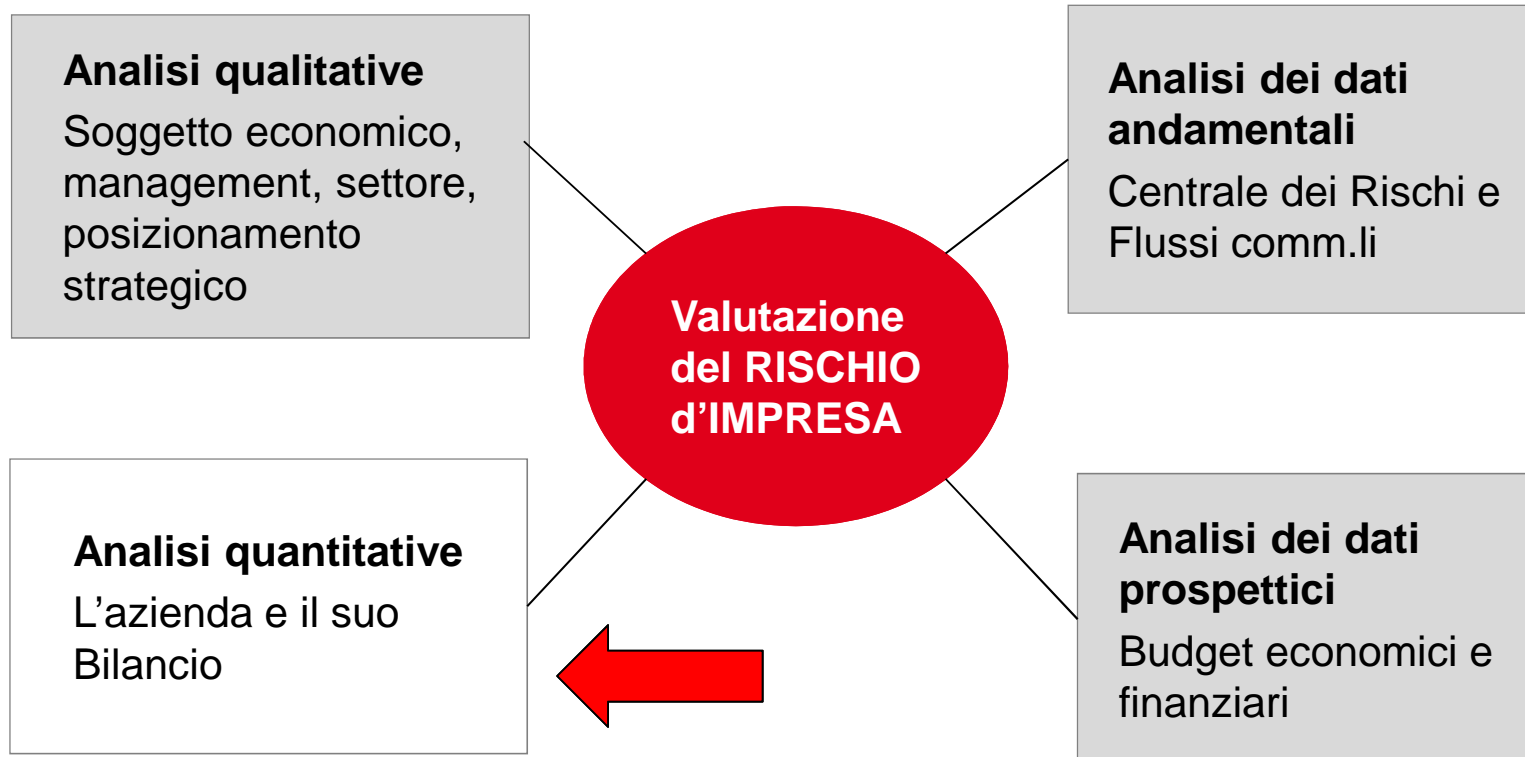 Analisi qualitative
Soggetto economico,
management, settore,
posizionamento
strategico
Analisi dei dati
andamentali
Centrale dei Rischi e
Flussi comm.li
Valutazione
del RISCHIO
d’IMPRESA
Analisi quantitative
L’azienda e il suo
Bilancio
Analisi dei dati
prospettici
Budget economici e
finanziari